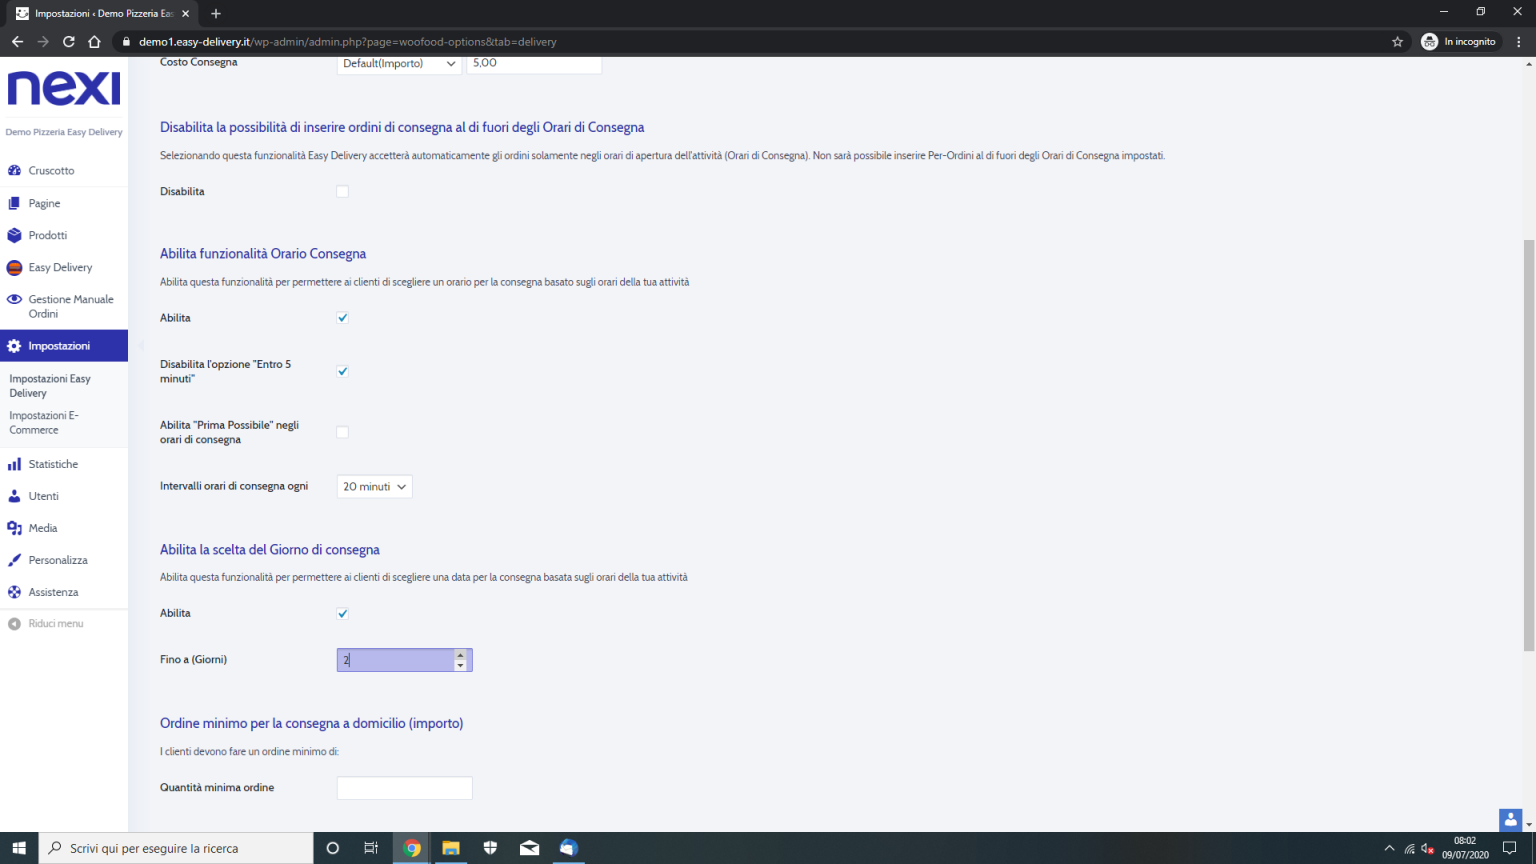 Impostazioni ‹ Demo Pizzeria Eas
demo1.easy-delivery.it/wp-admin/admin.php?page=woofood-options&tab=delivery
In incognito
nexi
Demo Pizzeria Easy Delivery
Cruscotto
Pagine
Prodotti
Easy Delivery
Gestione Manuale
Ordini
Impostazioni
Impostazioni Easy
Delivery
Impostazioni E-
Commerce
Statistiche
Utenti
Media
Personalizza
Assistenza
Riduci menu
Costo Consegna Default(Importo) 5,00
Disabilita la possibilità di inserire ordini di consegna al di fuori degli Orari di Consegna
Selezionando questa funzionalità Easy Delivery accetterà automaticamente gli ordini solamente negli orari di apertura dell'attività (Orari di Consegna). Non sarà possibile inserire Per-Ordini al di fuori degli Orari di Consegna impostati.
Disabilita
Abilita funzionalità Orario Consegna
Abilita questa funzionalità per permettere ai clienti di scegliere un orario per la consegna basato sugli orari della tua attività
Abilita
Disabilita l'opzione "Entro 5
minuti"
Abilita "Prima Possibile" negli
orari di consegna
Intervalli orari di consegna ogni 20 minuti
Abilita la scelta del Giorno di consegna
Abilita questa funzionalità per permettere ai clienti di scegliere una data per la consegna basata sugli orari della tua attività
Abilita
Fino a (Giorni) 2
Ordine minimo per la consegna a domicilio (importo)
I clienti devono fare un ordine minimo di:
Quantità minima ordine
Scrivi qui per eseguire la ricerca
08:02
09/07/2020